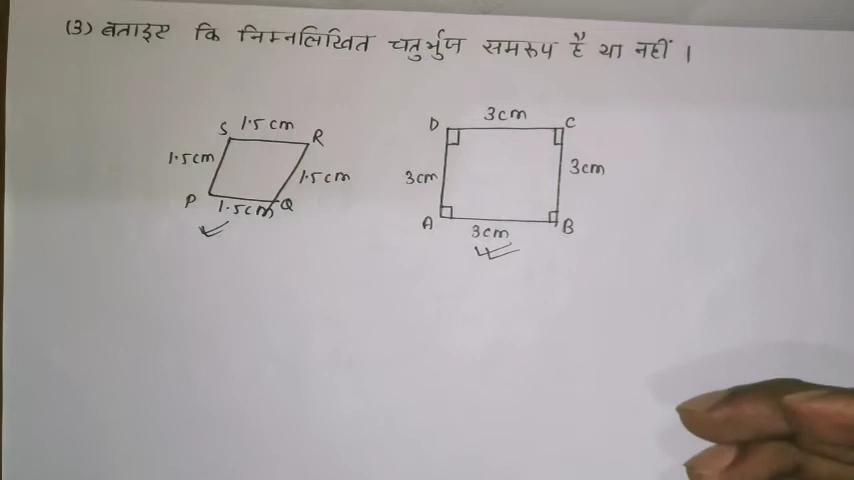 (3) बताइए कि निम्नलिखित चतुर्भुज समरूप है या नहीं ।
S 1.5 cm R
1.5cm
1.5cm
P 1.5cm Q
D 3cm C
3cm
3cm
A 3cm B